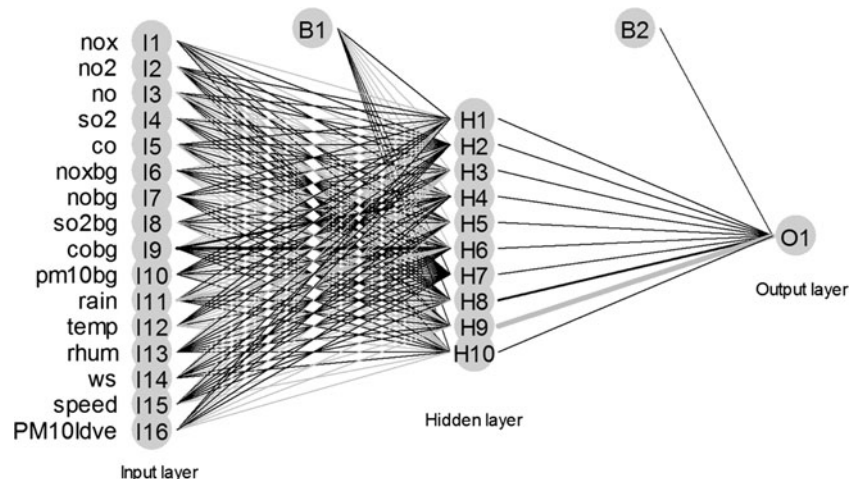 B1
B2
nox I1
no2 I2
no I3
so2 I4
co I5
noxbg I6
nobg I7
so2bg I8
cobg I9
pm10bg I10
rain I11
temp I12
rhum I13
ws I14
speed I15
PM10ldve I16
H1
H2
H3
H4
H5
H6
H7
H8
H9
H10
O1
Output layer
Hidden layer
Input layer